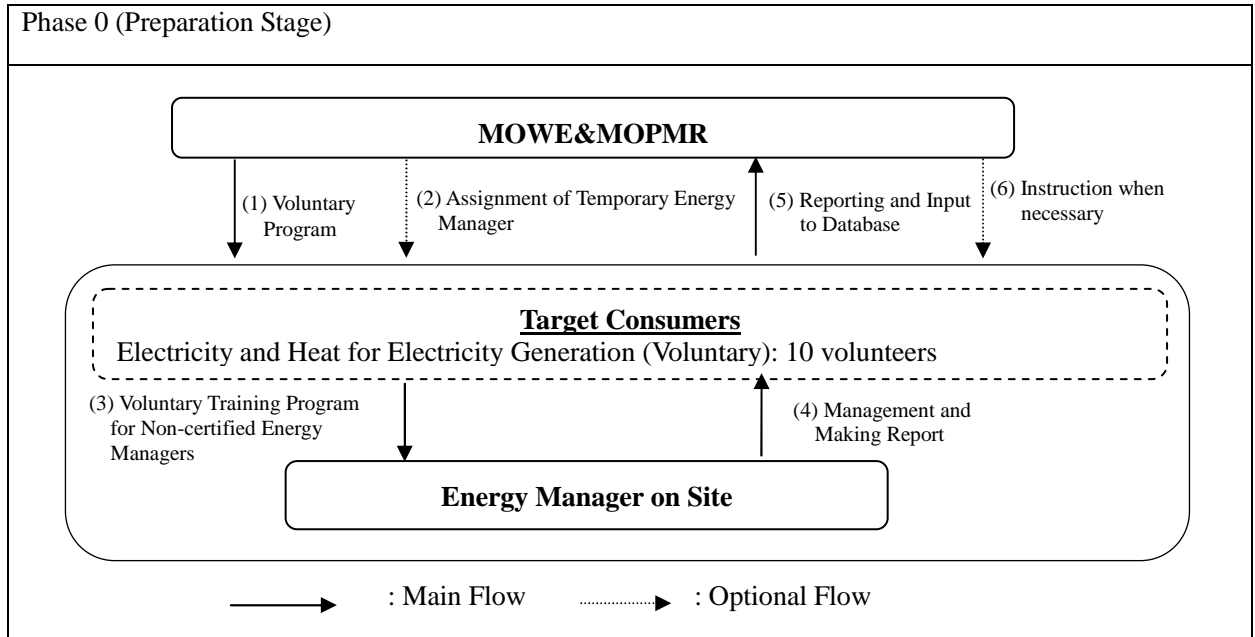 Phase 0 (Preparation Stage)
MOWE&MOPMR
(1) Voluntary
Program
(2) Assignment of Temporary Energy
Manager
(5) Reporting and Input
to Database
(6) Instruction when
necessary
Target Consumers
Electricity and Heat for Electricity Generation (Voluntary): 10 volunteers
(3) Voluntary Training Program
for Non-certified Energy
Managers
(4) Management and
Making Report
Energy Manager on Site
: Main Flow
: Optional Flow